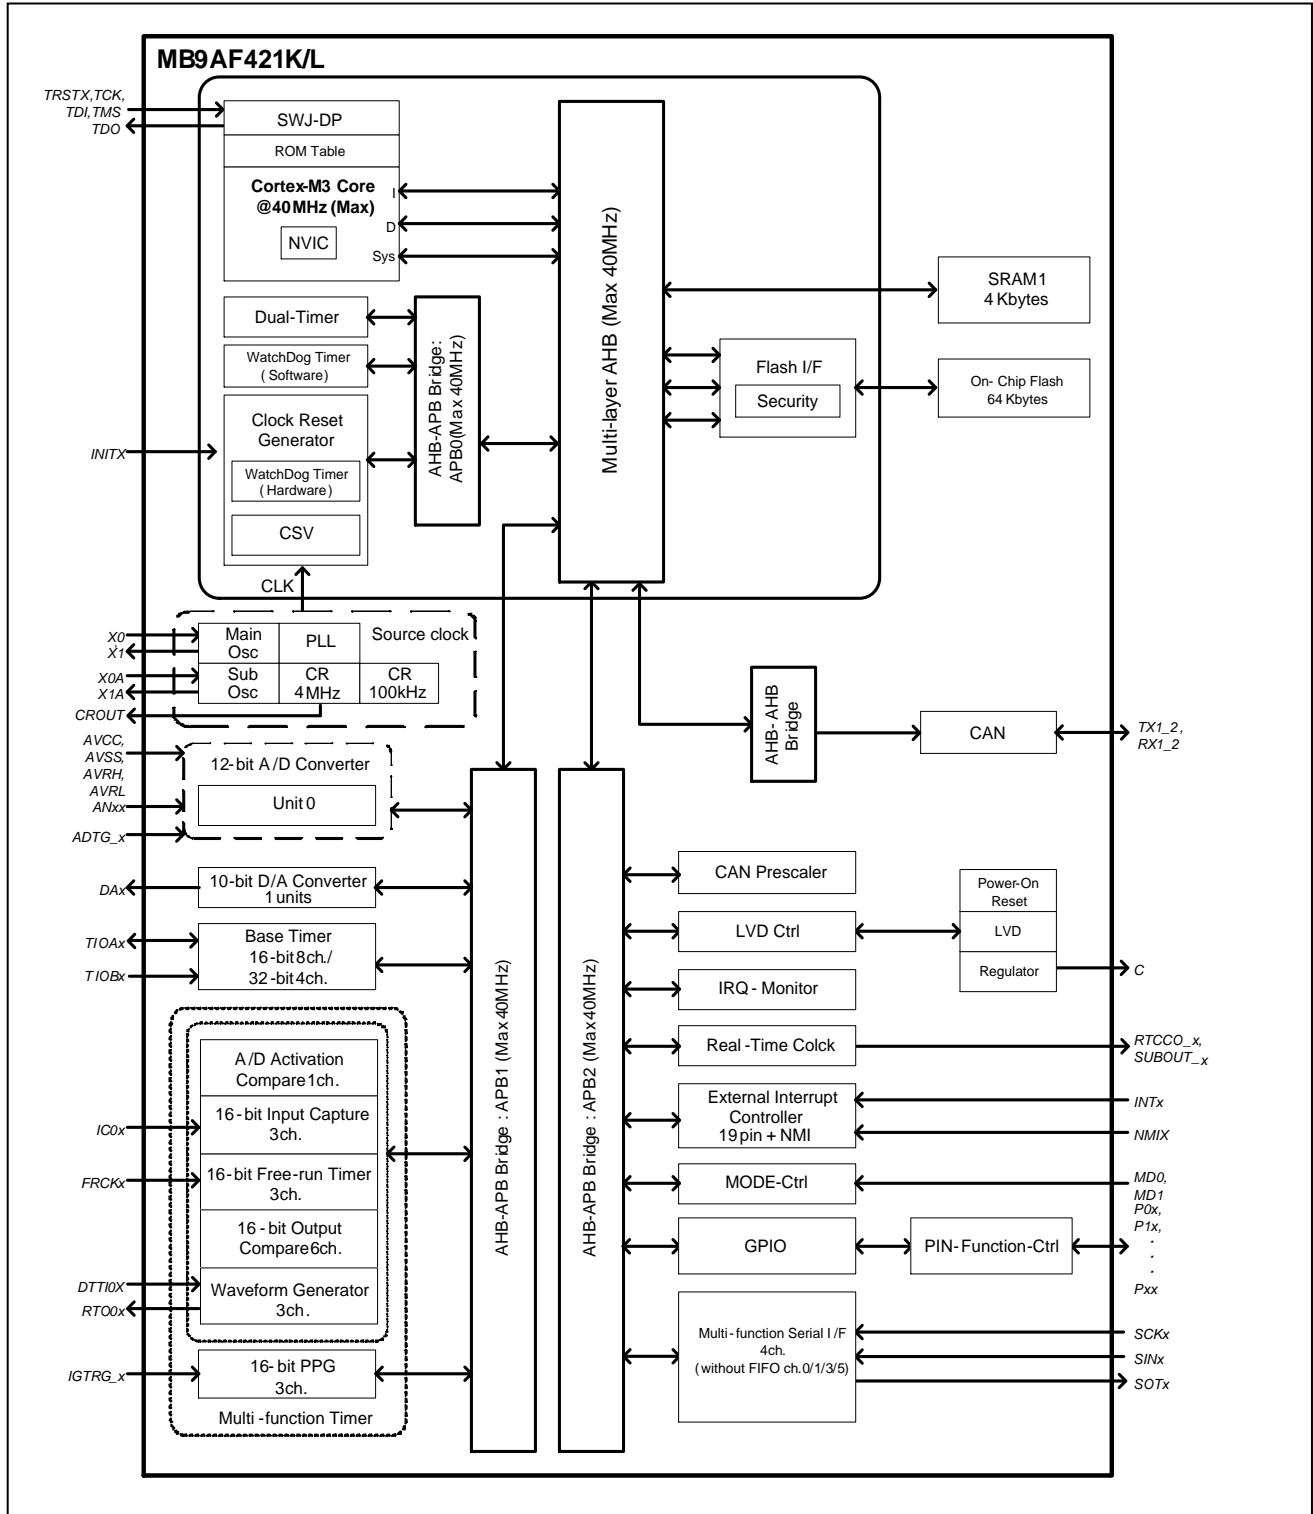 MB9AF421K/L
TRSTX,TCK,
TDI,TMS
TDO
SWJ-DP
ROM Table
Cortex-M3 Core
@40MHz (Max)
NVIC
I
D
Sys
Multi-layer AHB (Max 40MHz)
SRAM1
4 Kbytes
Dual-Timer
WatchDog Timer
(Software)
AHB-APB Bridge:
APB0(Max 40MHz)
Flash I/F
Security
On-Chip Flash
64 Kbytes
INITX
Clock Reset
Generator
WatchDog Timer
(Hardware)
CSV
CLK
X0
X1
X0A
X1A
CROUT
Main
Osc
PLL
Source clock
Sub
Osc
CR
4MHz
CR
100kHz
AHB-AHB
Bridge
CAN
TX1_2,
RX1_2
AVCC,
AVSS,
AVRH,
AVRL
ANxx
ADTG_x
12-bit A/D Converter
Unit 0
DAx
10-bit D/A Converter
1 units
TIOAx
TIOBx
Base Timer
16-bit 8ch./
32-bit 4ch.
AHB-APB Bridge : APB1 (Max 40MHz)
AHB-APB Bridge : APB2 (Max 40MHz)
CAN Prescaler
LVD Ctrl
Power-On
Reset
LVD
Regulator
C
IRQ-Monitor
Real-Time Colck
RTCCO_x,
SUBOUT_x
External Interrupt
Controller
19 pin + NMI
INTx
NMIX
MODE-Ctrl
MD0,
MD1
GPIO
PIN-Function-Ctrl
P0x,
P1x,
.
.
.
Pxx
Multi-function Serial I/F
4ch.
(without FIFO ch.0/1/3/5)
SCKx
SINx
SOTx
A/D Activation
Compare 1ch.
IC0x
16-bit Input Capture
3ch.
FRCKx
16-bit Free-run Timer
3ch.
16-bit Output
Compare 6ch.
DTTI0X
RTO0x
Waveform Generator
3ch.
IGTRG_x
16-bit PPG
3ch.
Multi-function Timer